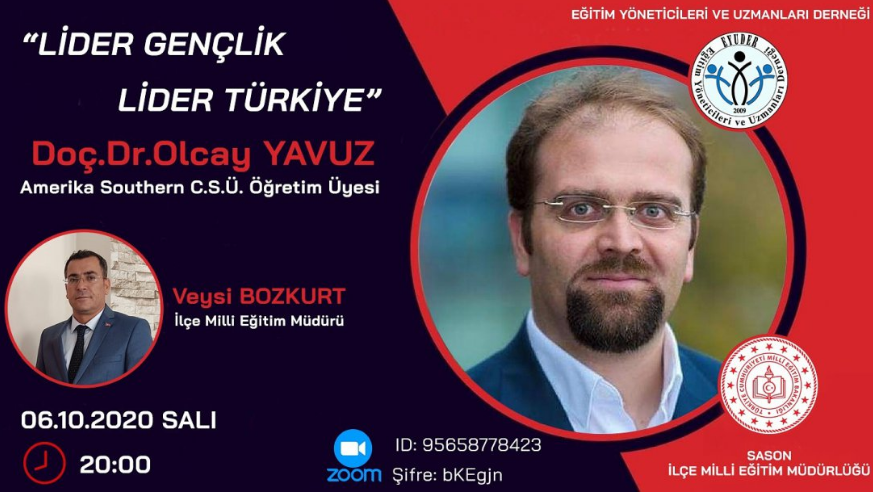 EĞİTİM YÖNETİCİLERİ VE UZMANLARI DERNEĞİ
"LİDER GENÇLİK
LİDER TÜRKİYE"
EYUDER
Eğitim Yöneticileri ve Uzmanları Derneği
2009
Doç.Dr.Olcay YAVUZ
Amerika Southern C.S.Ü. Öğretim Üyesi
Veysi BOZKURT
İlçe Milli Eğitim Müdürü
06.10.2020 SALI
20:00
zoom
ID: 95658778423
Şifre: bKEgjn
TÜRKİYE CUMHURİYETİ MİLLÎ EĞİTİM BAKANLIĞI
SASON
İLÇE MİLLİ EĞİTİM MÜDÜRLÜĞÜ